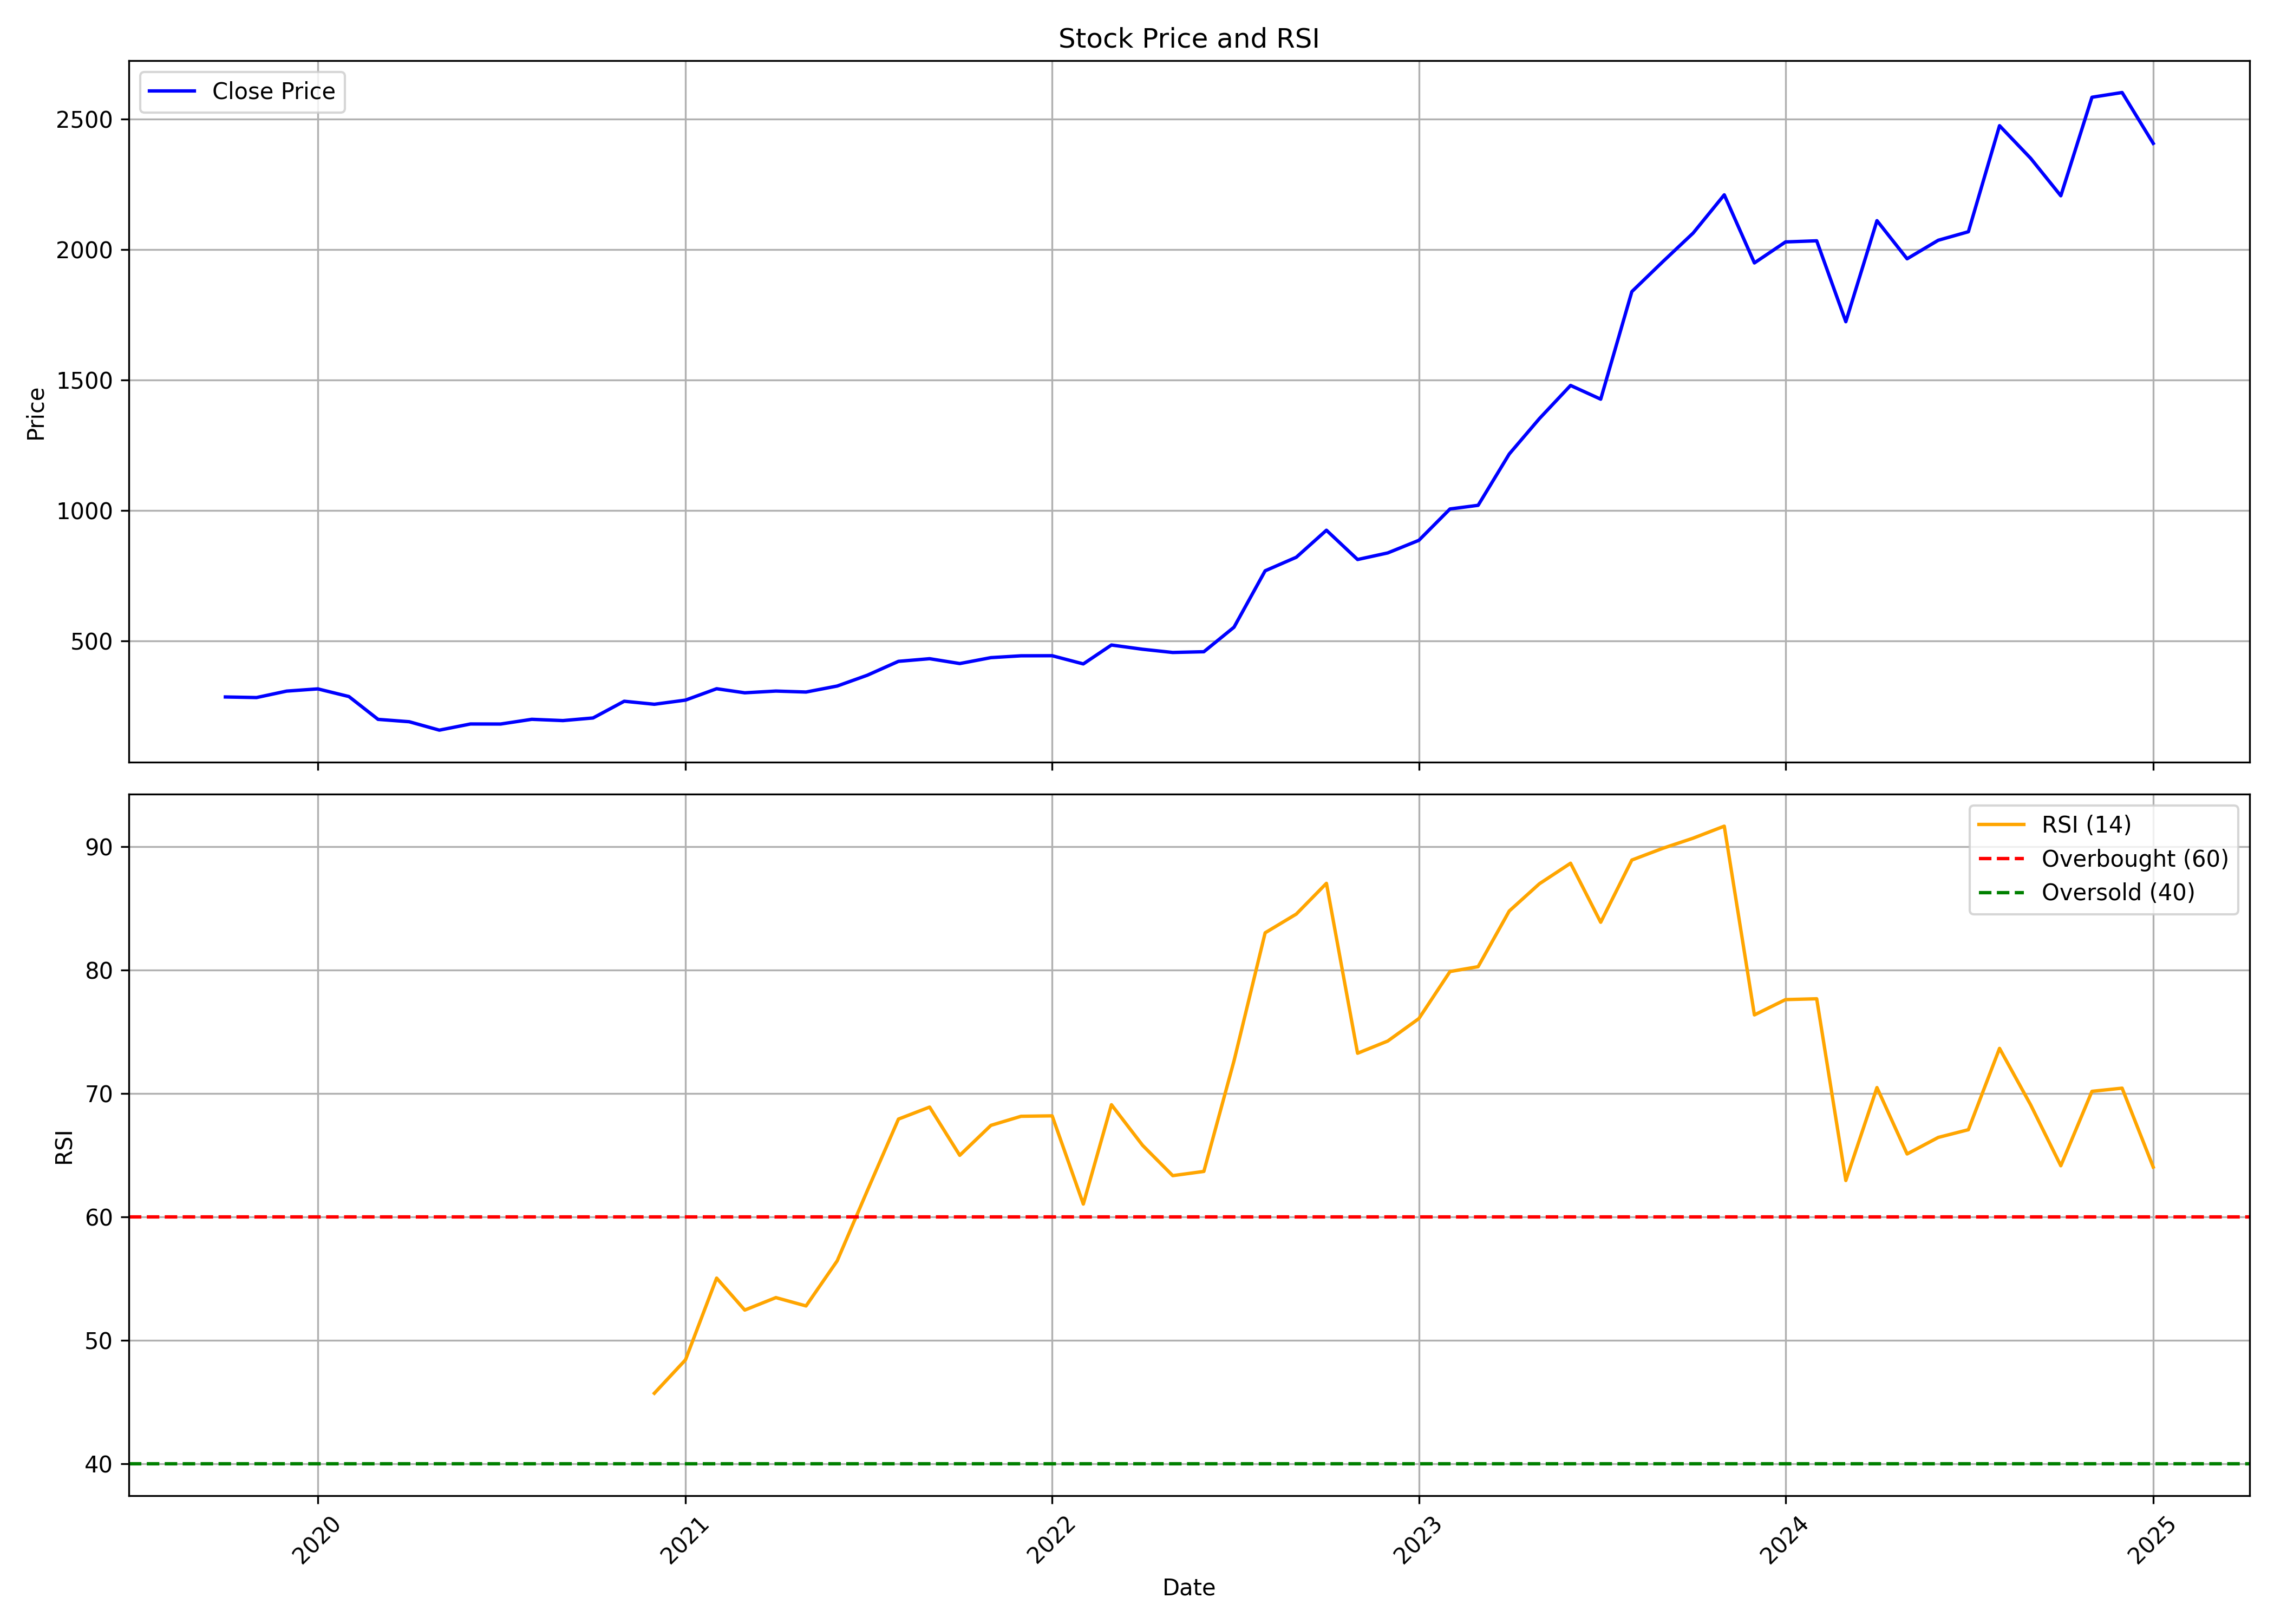 Stock Price and RSI
Close Price
2500
2000
1500
1000
500
Price
RSI (14)
Overbought (60)
Oversold (40)
90
80
70
60
50
40
RSI
2020
2021
2022
2023
2024
2025
Date